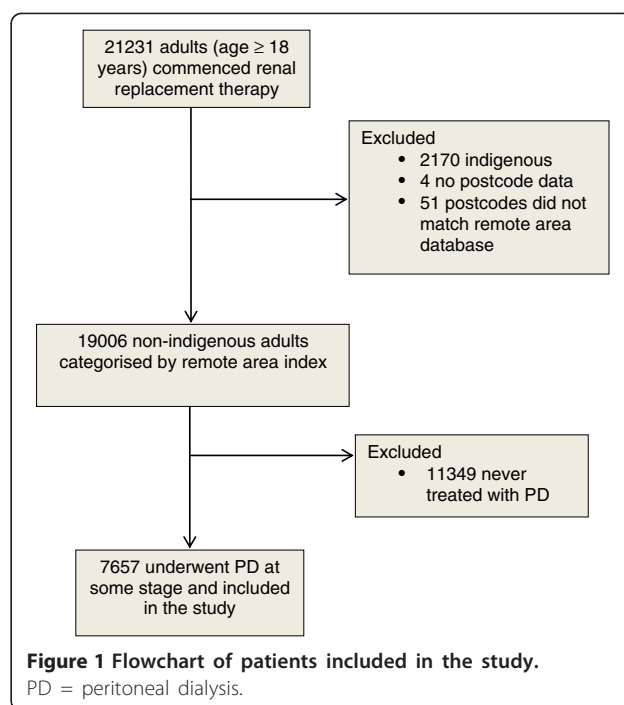 21231 adults (age ≥ 18
years) commenced renal
replacement therapy
Excluded
• 2170 indigenous
• 4 no postcode data
• 51 postcodes did not
match remote area
database
19006 non-indigenous adults
categorised by remote area index
Excluded
• 11349 never
treated with PD
7657 underwent PD at
some stage and included
in the study
Figure 1 Flowchart of patients included in the study.
PD = peritoneal dialysis.